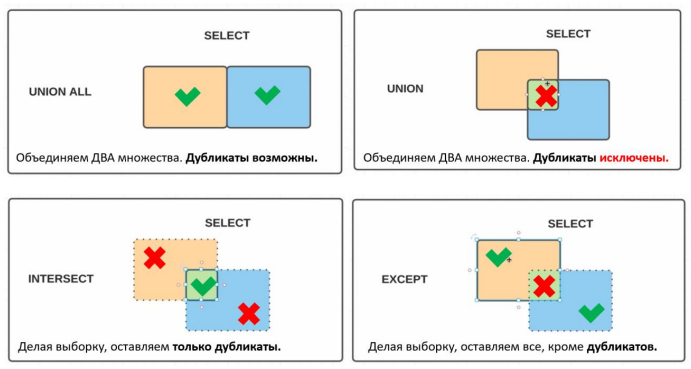 SELECT
UNION ALL
Объединяем ДВА множества. Дубликаты возможны.
SELECT
UNION
Объединяем ДВА множества. Дубликаты исключены.
SELECT
INTERSECT
Делая выборку, оставляем только дубликаты.
SELECT
EXCEPT
Делая выборку, оставляем все, кроме дубликатов.